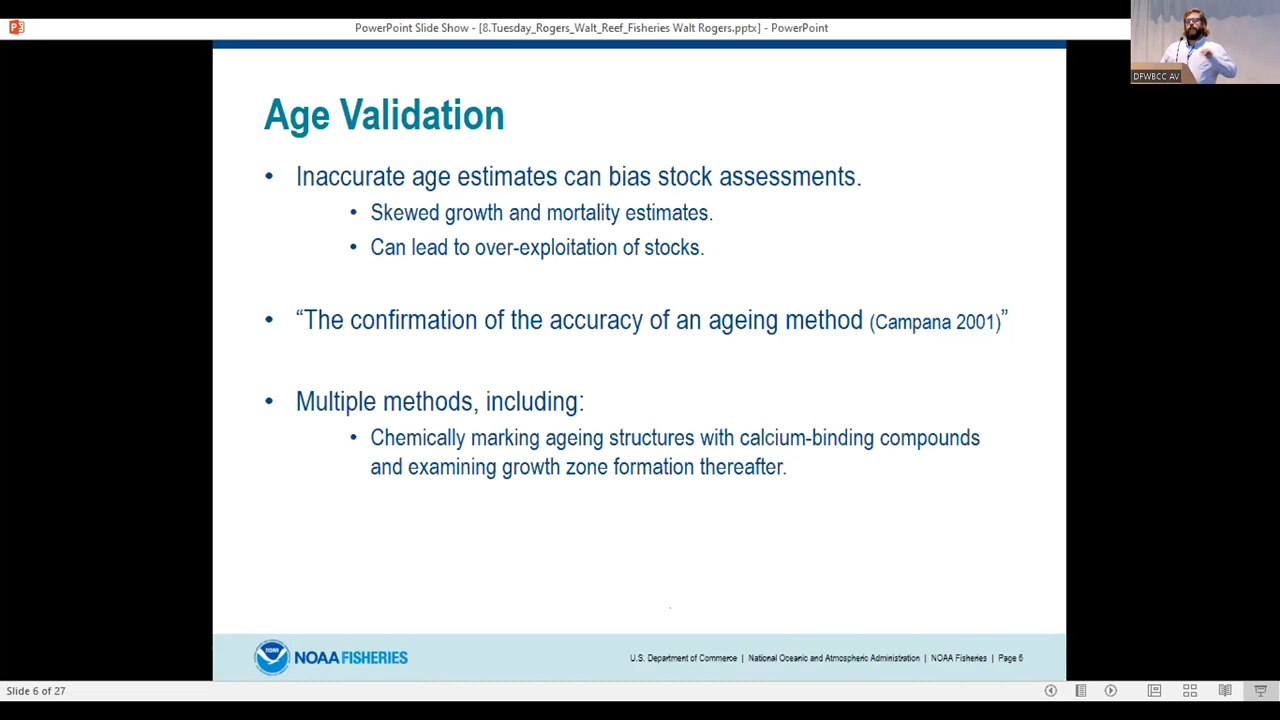 PowerPoint Slide Show - [8.Tuesday_Rogers_Walt_Reef_Fisheries Walt Rogers.pptx] - PowerPoint
DFWBCC AV
Age Validation
• Inaccurate age estimates can bias stock assessments.
• Skewed growth and mortality estimates.
• Can lead to over-exploitation of stocks.
• “The confirmation of the accuracy of an ageing method (Campana 2001)”
• Multiple methods, including:
• Chemically marking ageing structures with calcium-binding compounds
and examining growth zone formation thereafter.
NOAA FISHERIES
U.S. Department of Commerce | National Oceanic and Atmospheric Administration | NOAA Fisheries | Page 6
Slide 6 of 27